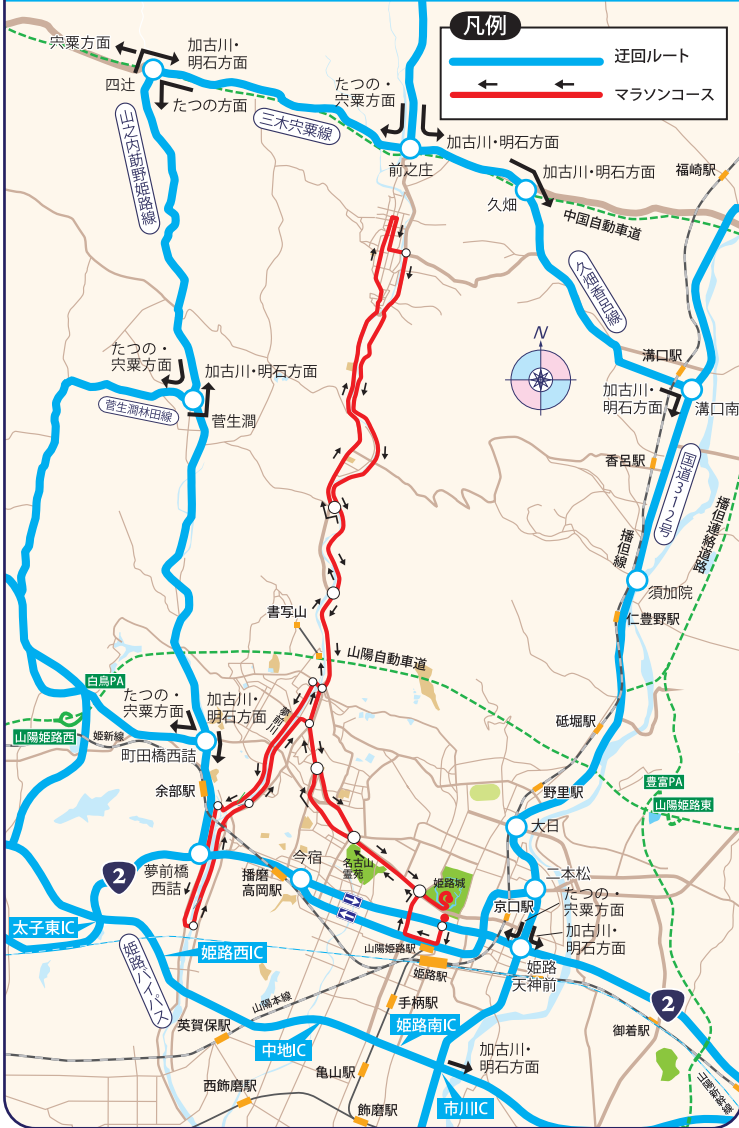 凡例
迂回ルート
マラソンコース
宍粟方面
加古川・
明石方面
四辻
たつの方面
山之内莇野姫路線
三木宍粟線
たつの・
宍粟方面
加古川・明石方面
前之庄
加古川・明石方面
久畑
福崎駅
中国自動車道
久畑香呂線
N
溝口駅
加古川・
明石方面
溝口南
たつの・
宍粟方面
加古川・明石方面
菅生澗林田線
菅生澗
香呂駅
国道312号
播但連絡道路
播但線
須加院
仁豊野駅
書写山
山陽自動車道
白鳥PA
山陽姫路西
姫新線
たつの・
宍粟方面
加古川・
明石方面
夢前川
町田橋西詰
砥堀駅
余部駅
野里駅
豊富PA
山陽姫路東
大日
夢前橋
西詰
2
今宿
播磨
高岡駅
名古山
霊苑
姫路城
二本松
京口駅
たつの・
宍粟方面
加古川・
明石方面
太子東IC
姫路西IC
姫路バイパス
山陽姫路駅
姫路駅
姫路
天神前
2
山陽本線
手柄駅
英賀保駅
姫路南IC
中地IC
御着駅
加古川・
明石方面
亀山駅
西飾磨駅
飾磨駅
市川IC
山陽新幹線